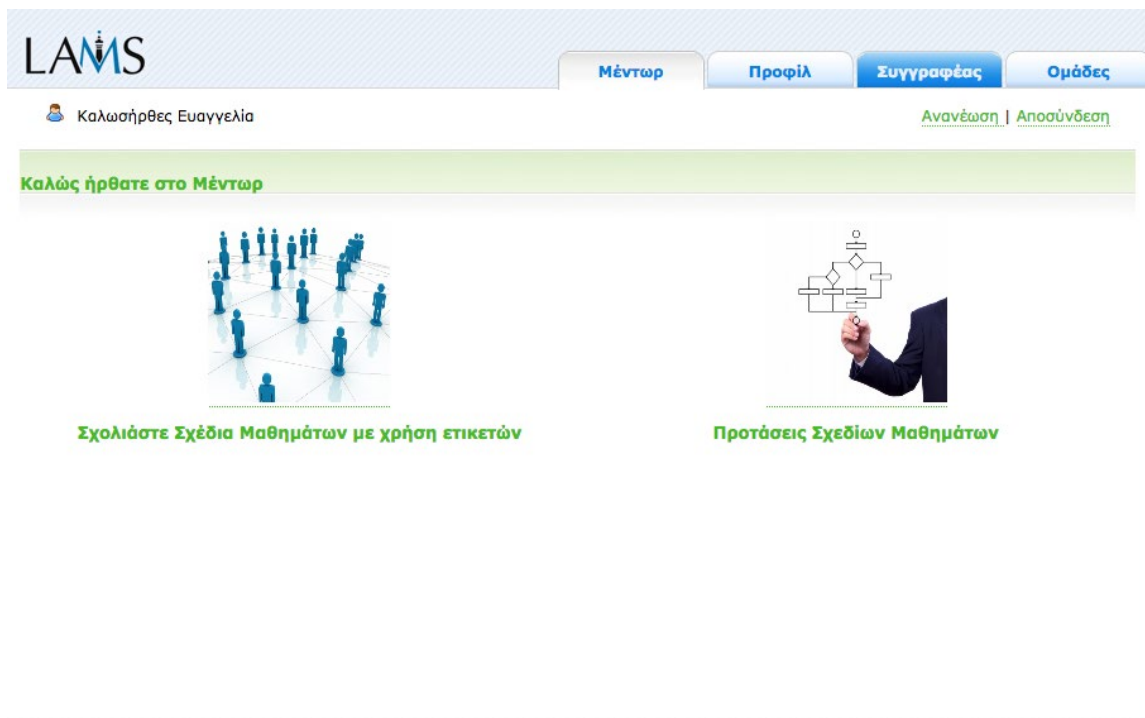 LAMS
Μέντωρ Προφίλ Συγγραφέας Ομάδες
Καλωσήρθες Ευαγγελία
Ανανέωση | Αποσύνδεση
Καλώς ήρθατε στο Μέντωρ
Σχολιάστε Σχέδια Μαθημάτων με χρήση ετικετών
Προτάσεις Σχεδίων Μαθημάτων